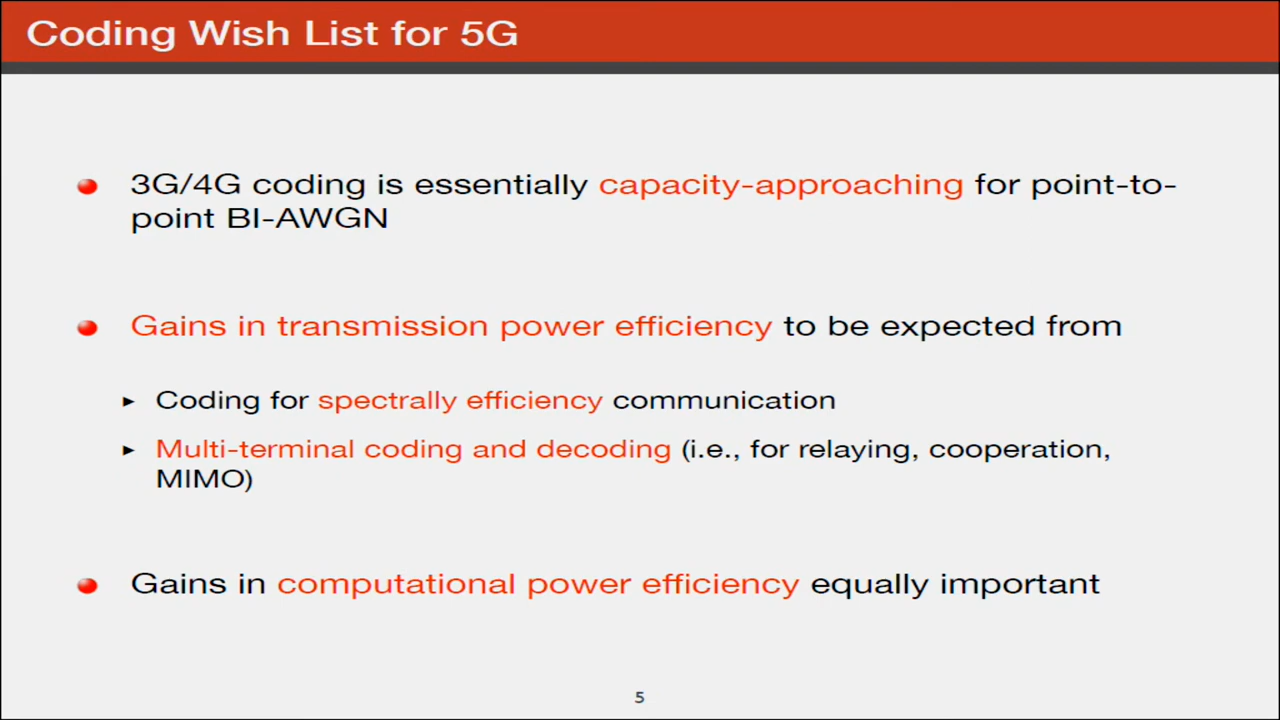 Coding Wish List for 5G
3G/4G coding is essentially capacity-approaching for point-to-
point BI-AWGN
Gains in transmission power efficiency to be expected from
Coding for spectrally efficiency communication
Multi-terminal coding and decoding (i.e., for relaying, cooperation,
MIMO)
Gains in computational power efficiency equally important
5